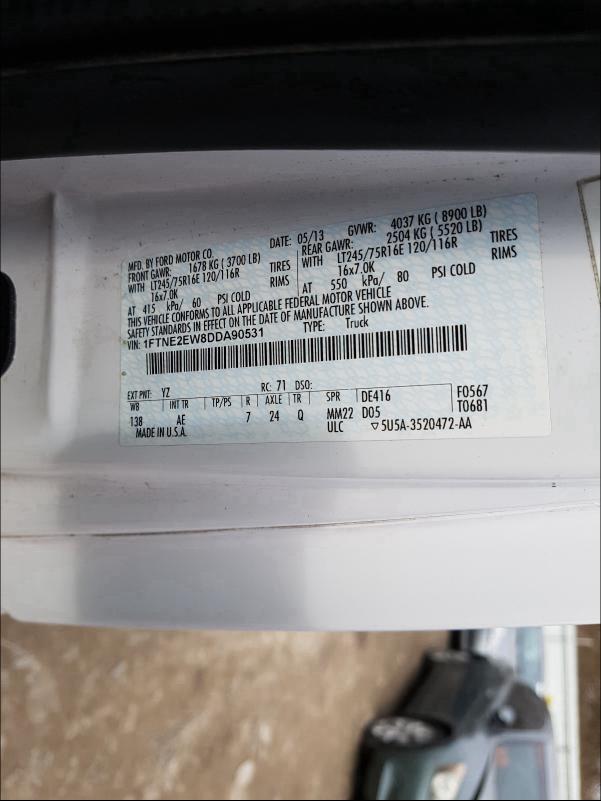 MFD. BY FORD MOTOR CO. DATE: 05/13 GVWR: 4037 KG ( 8900 LB)
FRONT GAWR: 1678 KG ( 3700 LB) REAR GAWR: 2504 KG ( 5520 LB)
WITH LT245/75R16E 120/116R TIRES WITH LT245/75R16E 120/116R TIRES
16x7.0K RIMS 16x7.0K RIMS
AT 415 kPa/ 60 PSI COLD AT 550 kPa/ 80 PSI COLD
THIS VEHICLE CONFORMS TO ALL APPLICABLE FEDERAL MOTOR VEHICLE
SAFETY STANDARDS IN EFFECT ON THE DATE OF MANUFACTURE SHOWN ABOVE.
VIN: 1FTNE2EW8DDA90531 TYPE: Truck
EXT PNT: YZ RC: 71 DSO:
WB INT TR TP/PS R AXLE TR SPR DE416 F0567
138 AE 7 24 Q MM22 D05 T0681
MADE IN U.S.A. ULC ▽5U5A-3520472-AA